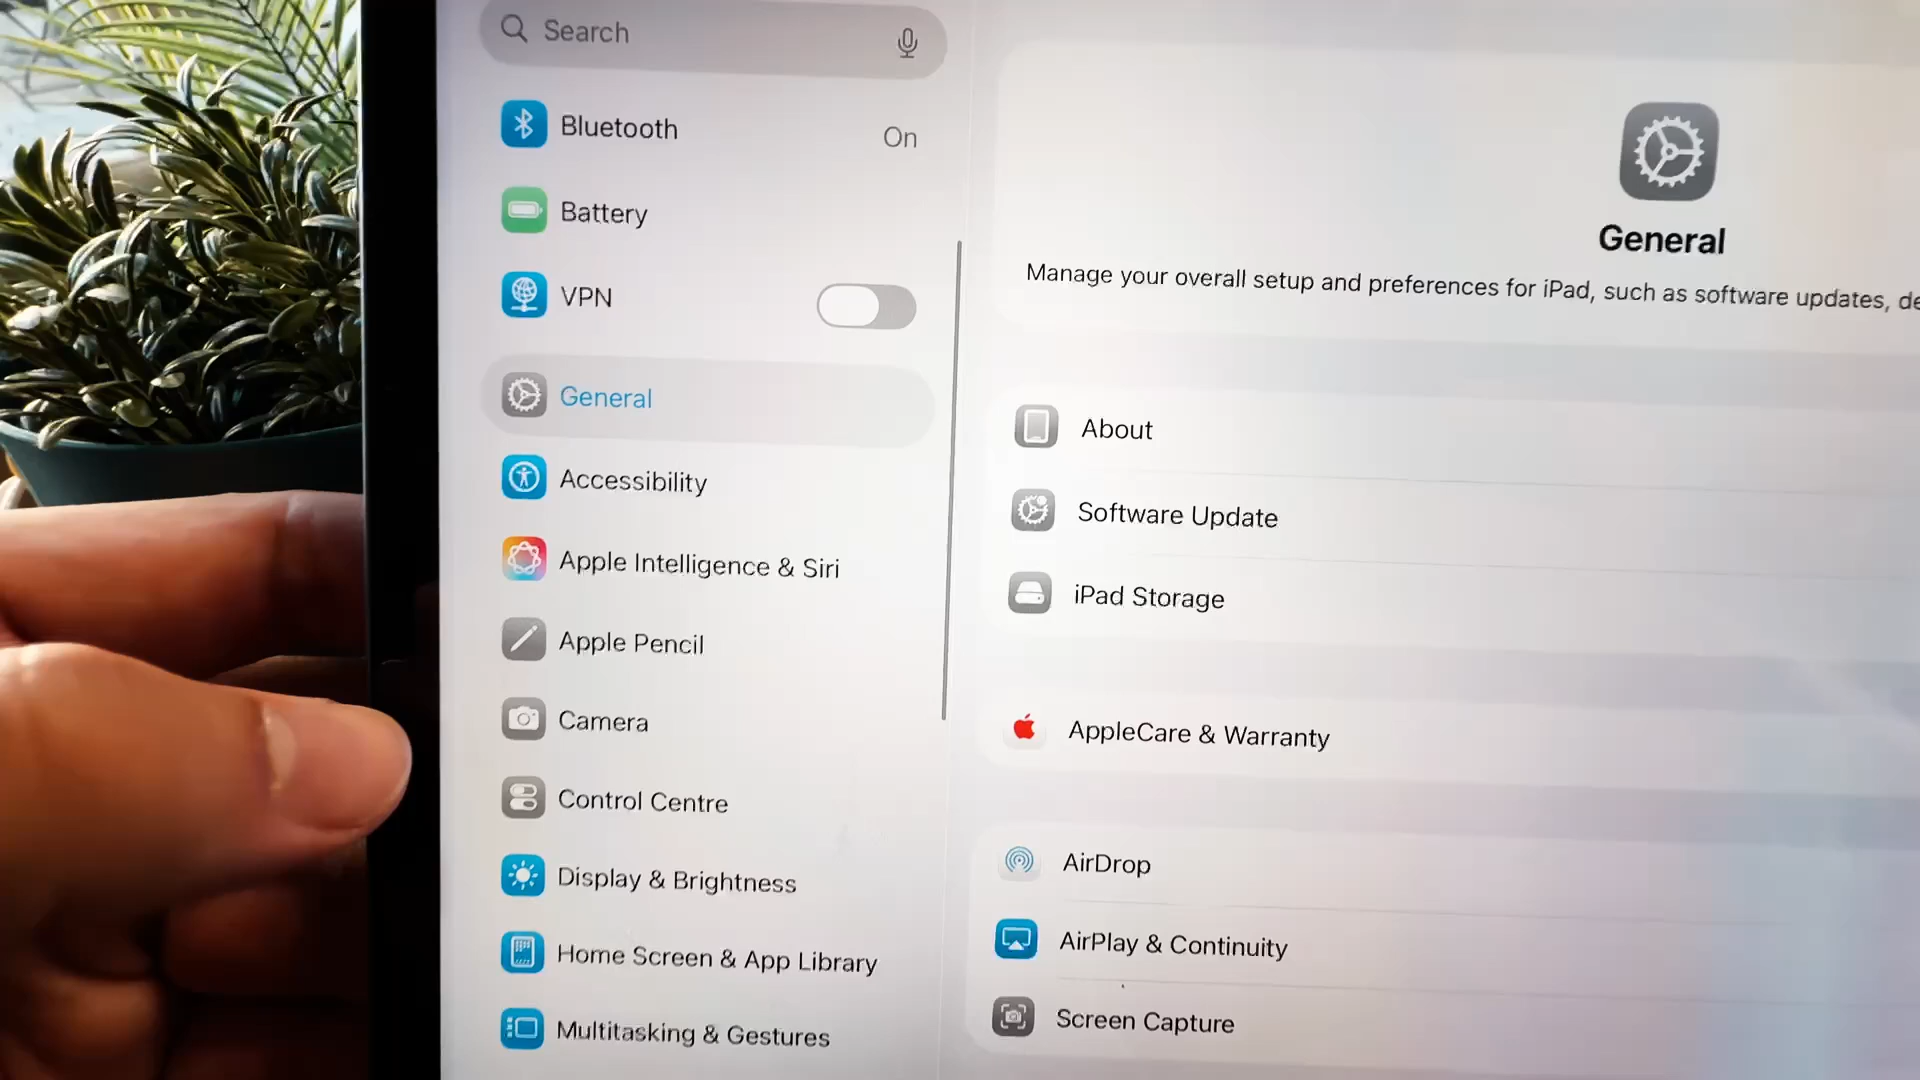 Search
Bluetooth
On
Battery
VPN
General
Accessibility
Apple Intelligence & Siri
Apple Pencil
Camera
Control Centre
Display & Brightness
Home Screen & App Library
Multitasking & Gestures
General
Manage your overall setup and preferences for iPad, such as software updates,
About
Software Update
iPad Storage
AppleCare & Warranty
AirDrop
AirPlay & Continuity
Screen Capture